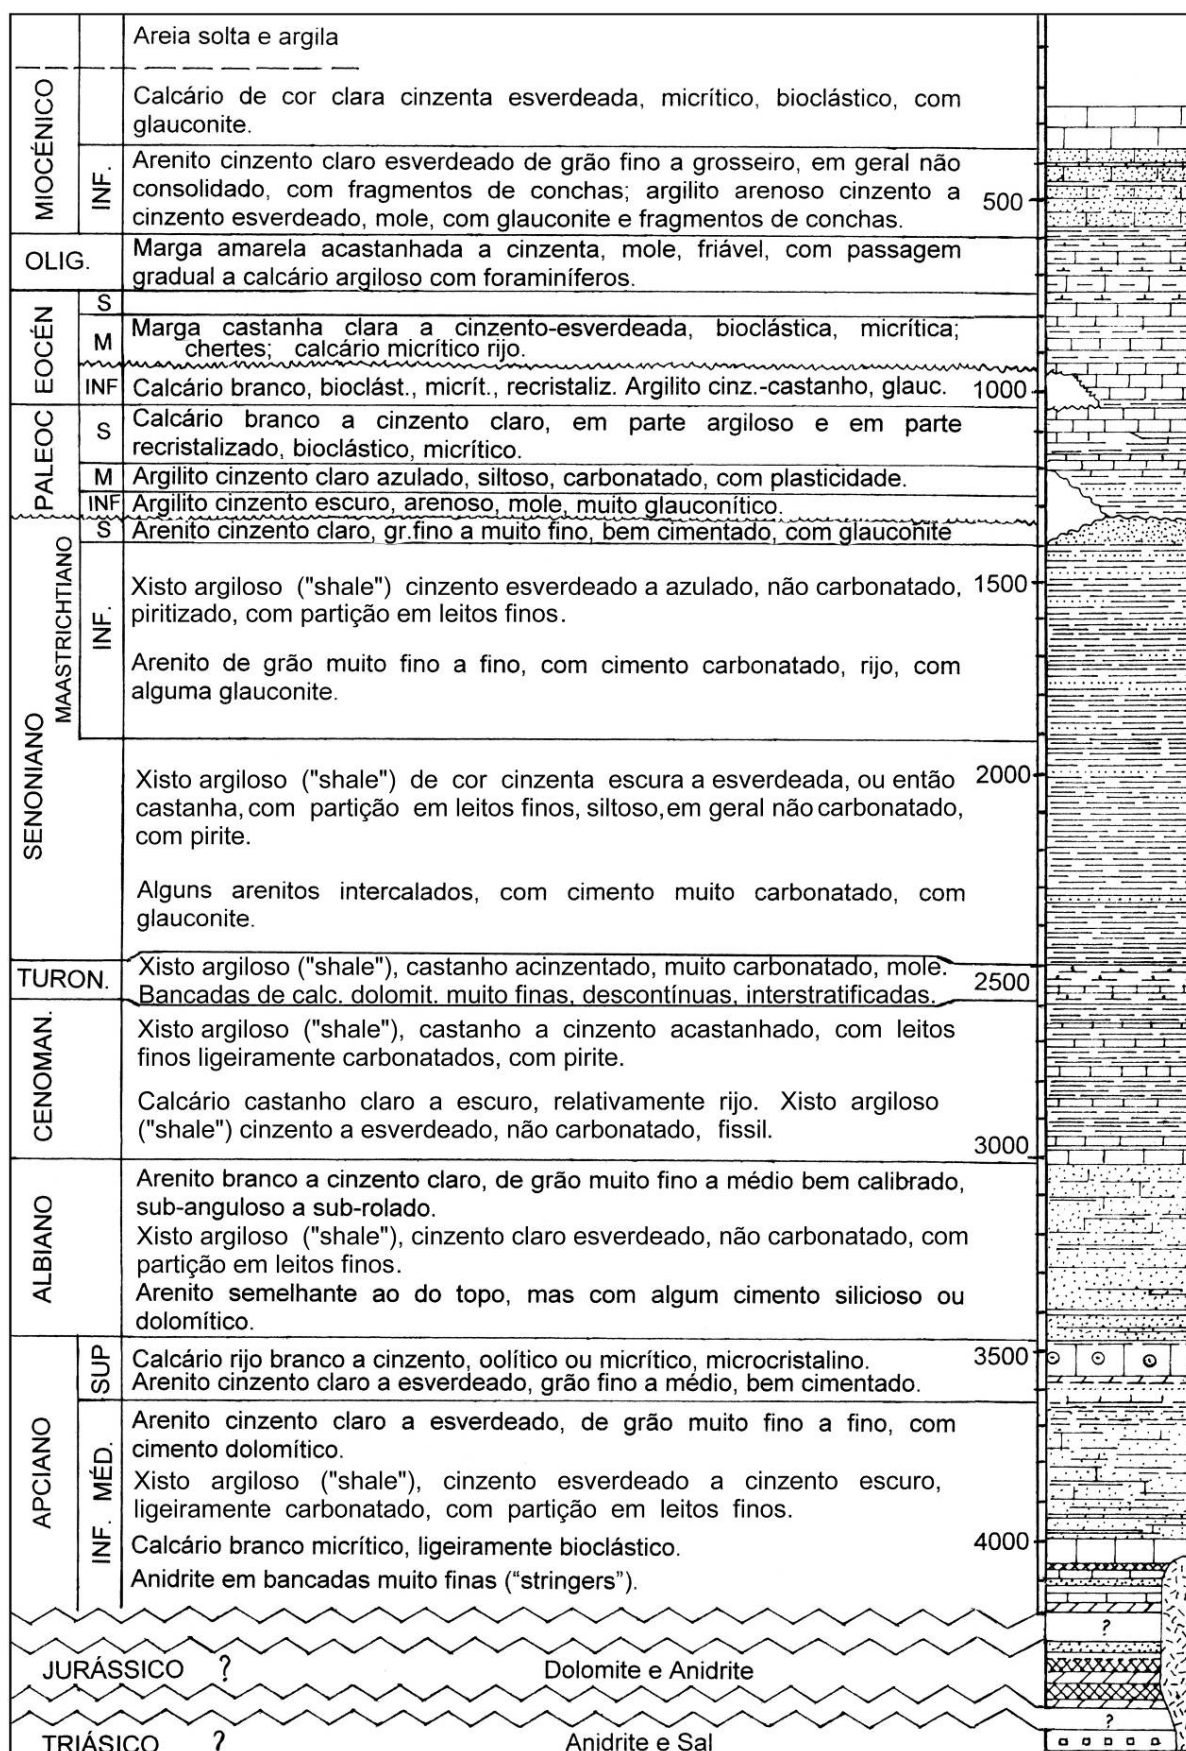 Areia solta e argila
MIOCÉNICO
Calcário de cor clara cinzenta esverdeada, micrítico, bioclástico, com
glauconite.
INF.
Arenito cinzento claro esverdeado de grão fino a grosseiro, em geral não
consolidado, com fragmentos de conchas; argilito arenoso cinzento a
cinzento esverdeado, mole, com glauconite e fragmentos de conchas.
500
OLIG.
Marga amarela acastanhada a cinzenta, mole, friável, com passagem
gradual a calcário argiloso com foraminíferos.
EOCÉN
S
M
Marga castanha clara a cinzento-esverdeada, bioclástica, micrítica;
chertes; calcário micrítico rijo.
INF
Calcário branco, bioclást., micrít., recristaliz. Argilito cinz.-castanho, glauc.
1000
PALEOC
S
Calcário branco a cinzento claro, em parte argiloso e em parte
recristalizado, bioclástico, micrítico.
M
Argilito cinzento claro azulado, siltoso, carbonatado, com plasticidade.
INF
Argilito cinzento escuro, arenoso, mole, muito glauconítico.
SENONIANO
MAASTRICHTIANO
S
Arenito cinzento claro, gr.fino a muito fino, bem cimentado, com glauconite
INF.
Xisto argiloso ("shale") cinzento esverdeado a azulado, não carbonatado,
1500
piritizado, com partição em leitos finos.
Arenito de grão muito fino a fino, com cimento carbonatado, rijo, com
alguma glauconite.
Xisto argiloso ("shale") de cor cinzenta escura a esverdeada, ou então
2000
castanha, com partição em leitos finos, siltoso, em geral não carbonatado,
com pirite.
Alguns arenitos intercalados, com cimento muito carbonatado, com
glauconite.
TURON.
Xisto argiloso ("shale"), castanho acinzentado, muito carbonatado, mole.
Bancadas de calc. dolomit. muito finas, descontínuas, interstratificadas.
2500
CENOMAN.
Xisto argiloso ("shale"), castanho a cinzento acastanhado, com leitos
finos ligeiramente carbonatados, com pirite.
Calcário castanho claro a escuro, relativamente rijo. Xisto argiloso
("shale") cinzento a esverdeado, não carbonatado, fissil.
3000
ALBIANO
Arenito branco a cinzento claro, de grão muito fino a médio bem calibrado,
sub-anguloso a sub-rolado.
Xisto argiloso ("shale"), cinzento claro esverdeado, não carbonatado, com
partição em leitos finos.
Arenito semelhante ao do topo, mas com algum cimento silicioso ou
dolomítico.
APCIANO
SUP
Calcário rijo branco a cinzento, oolítico ou micrítico, microcristalino.
3500
Arenito cinzento claro a esverdeado, grão fino a médio, bem cimentado.
INF. MÉD.
Arenito cinzento claro a esverdeado, de grão muito fino a fino, com
cimento dolomítico.
Xisto argiloso ("shale"), cinzento esverdeado a cinzento escuro,
ligeiramente carbonatado, com partição em leitos finos.
Calcário branco micrítico, ligeiramente bioclástico.
4000
Anidrite em bancadas muito finas (“stringers”).
?
JURÁSSICO ?
Dolomite e Anidrite
?
TRIÁSICO ?
Anidrite e Sal